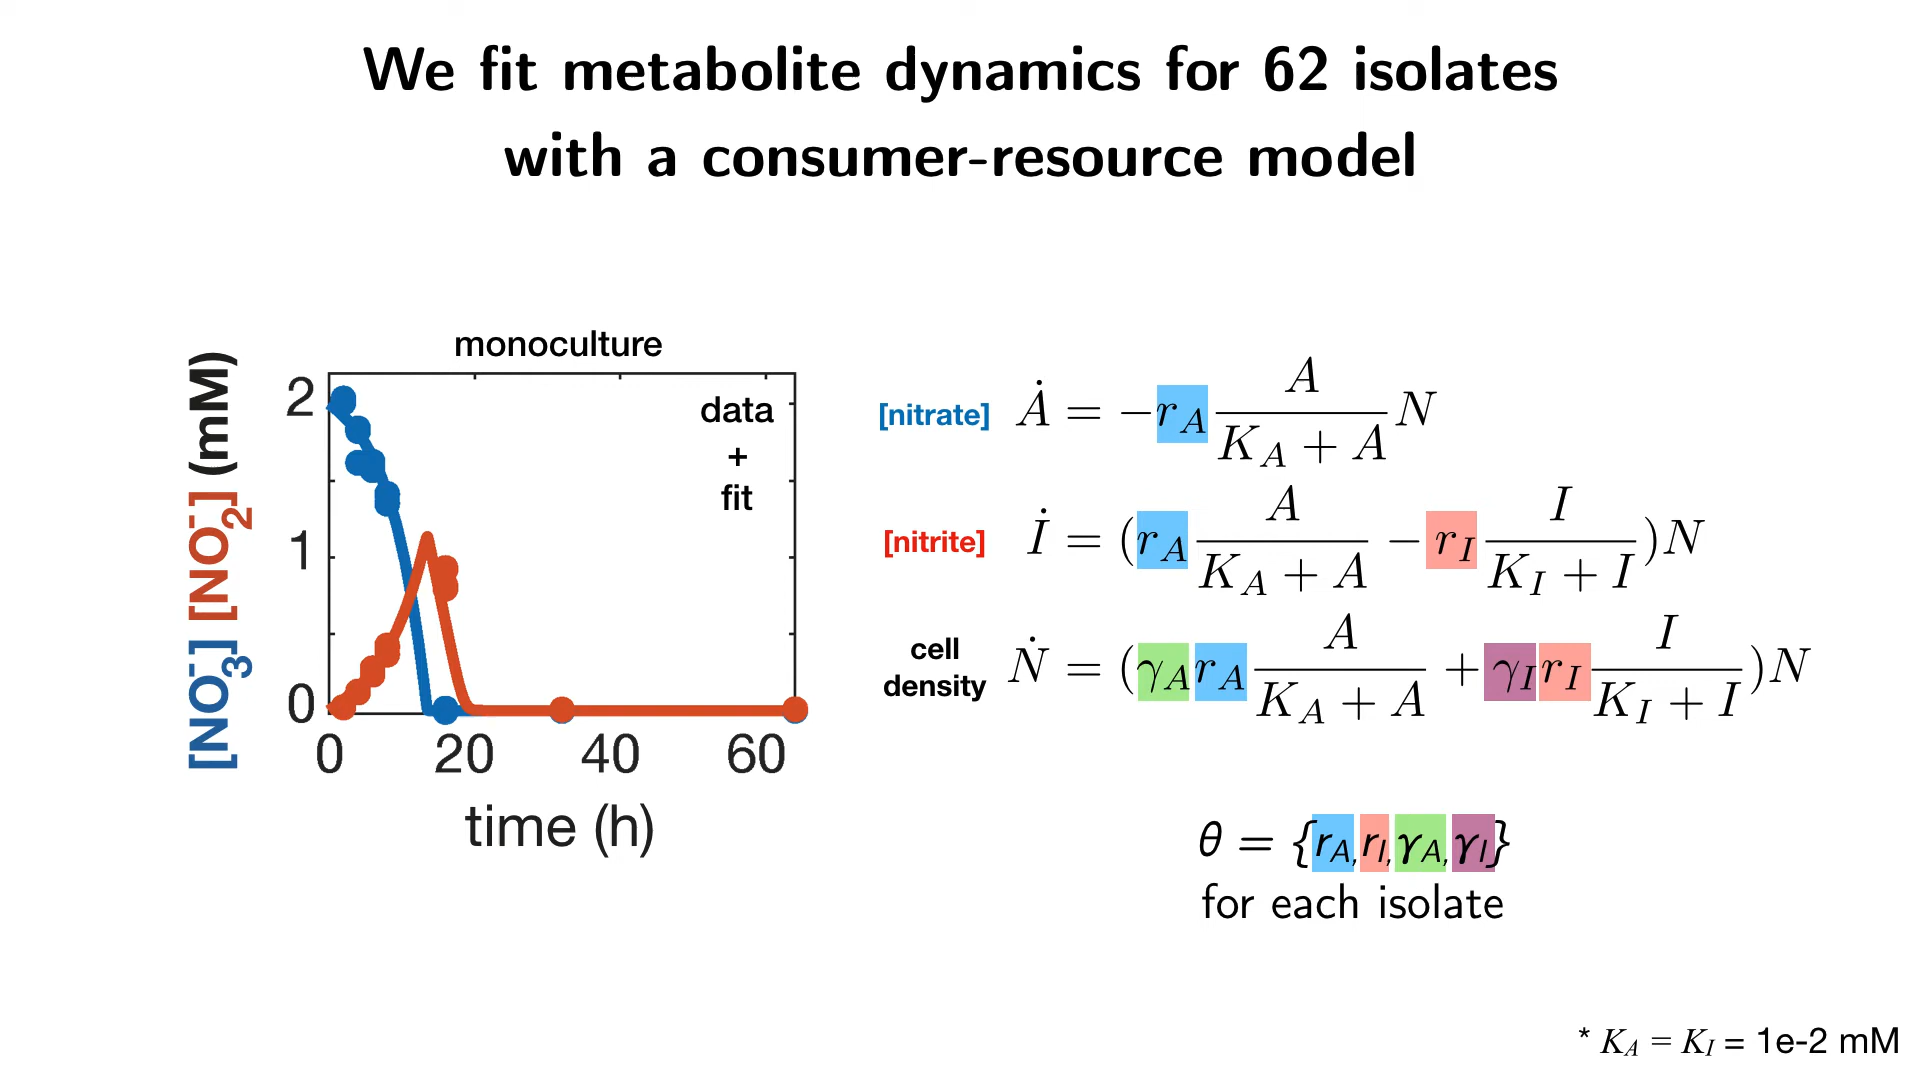 We fit metabolite dynamics for 62 isolates
with a consumer-resource model
monoculture
[NO₃⁻] [NO₂⁻] (mM)
2
1
0
data
+
fit
0 20 40 60
time (h)
[nitrate] Ȧ = −r_A A/(K_A + A) N
[nitrite] İ = (r_A A/(K_A + A) − r_I I/(K_I + I))N
cell
density Ṅ = (γ_A r_A A/(K_A + A) + γ_I r_I I/(K_I + I))N
θ = {r_A, r_I, γ_A, γ_I}
for each isolate
* K_A = K_I = 1e-2 mM